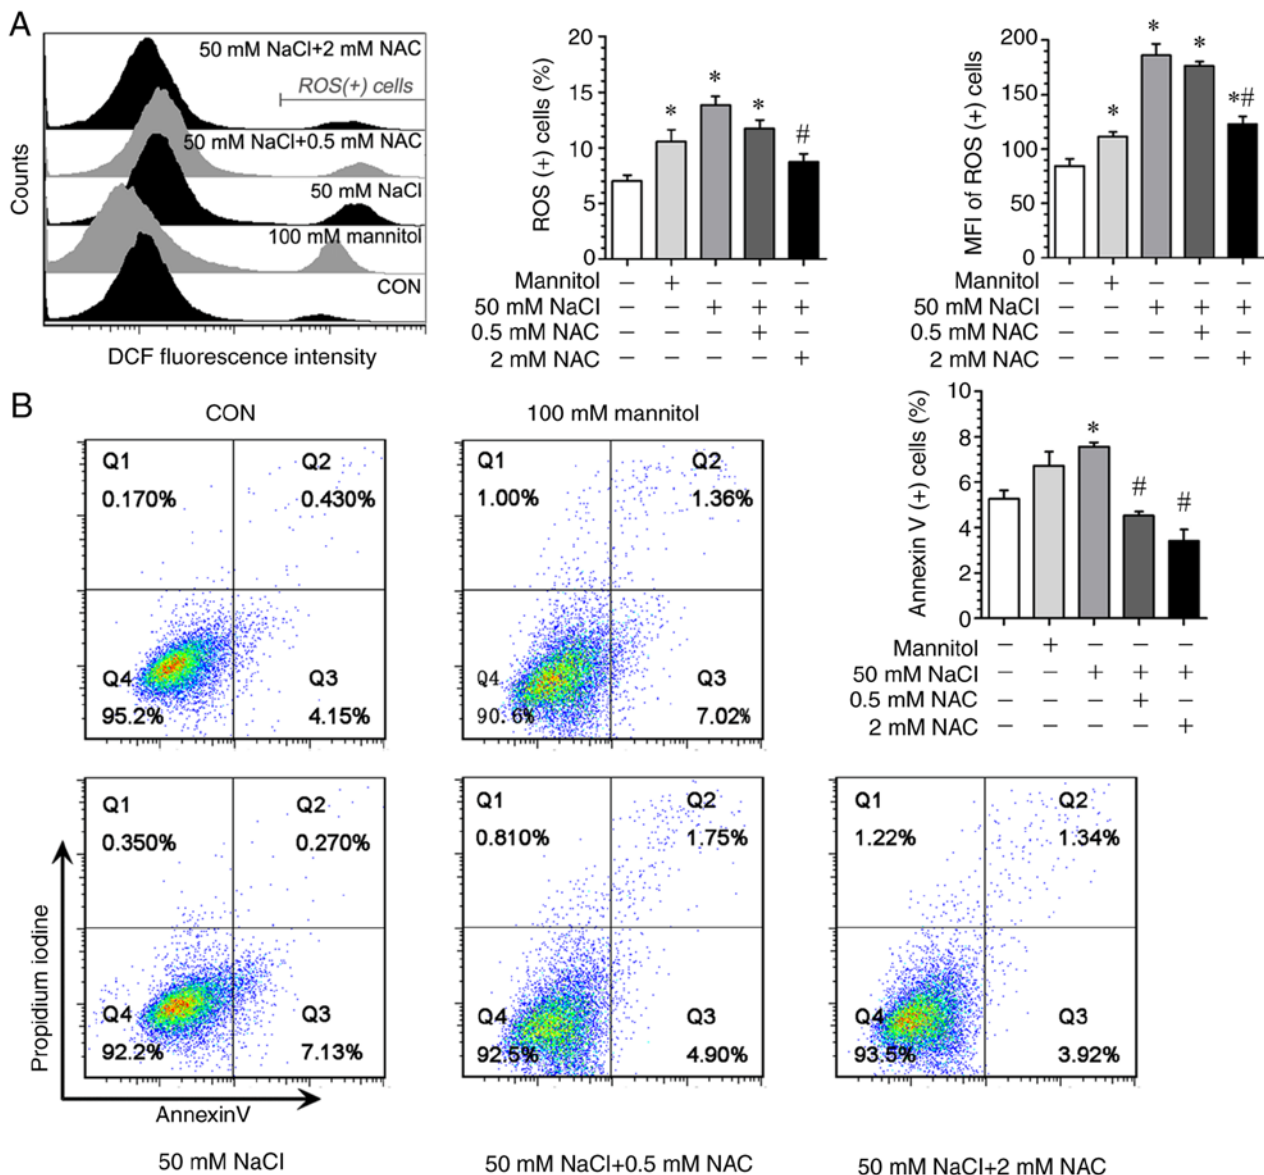 A
50 mM NaCl+2 mM NAC
ROS(+) cells
50 mM NaCl+0.5 mM NAC
50 mM NaCl
100 mM mannitol
CON
Counts
DCF fluorescence intensity
20
15
10
5
0
ROS (+) cells (%)
*
*
*
#
Mannitol − + − − −
50 mM NaCl − − + + +
0.5 mM NAC − − − + −
2 mM NAC − − − − +
200
150
100
50
0
MFI of ROS (+) cells
*
*
*
*#
Mannitol − + − − −
50 mM NaCl − − + + +
0.5 mM NAC − − − + −
2 mM NAC − − − − +
B
CON
Q1
0.170%
Q2
0.430%
Q4
95.2%
Q3
4.15%
100 mM mannitol
Q1
1.00%
Q2
1.36%
Q4
90.6%
Q3
7.02%
10
8
6
4
2
0
Annexin V (+) cells (%)
*
#
#
Mannitol − + − − −
50 mM NaCl − − + + +
0.5 mM NAC − − − + −
2 mM NAC − − − − +
Q1
0.350%
Q2
0.270%
Q4
92.2%
Q3
7.13%
Propidium iodine
AnnexinV
50 mM NaCl
Q1
0.810%
Q2
1.75%
Q4
92.5%
Q3
4.90%
50 mM NaCl+0.5 mM NAC
Q1
1.22%
Q2
1.34%
Q4
93.5%
Q3
3.92%
50 mM NaCl+2 mM NAC